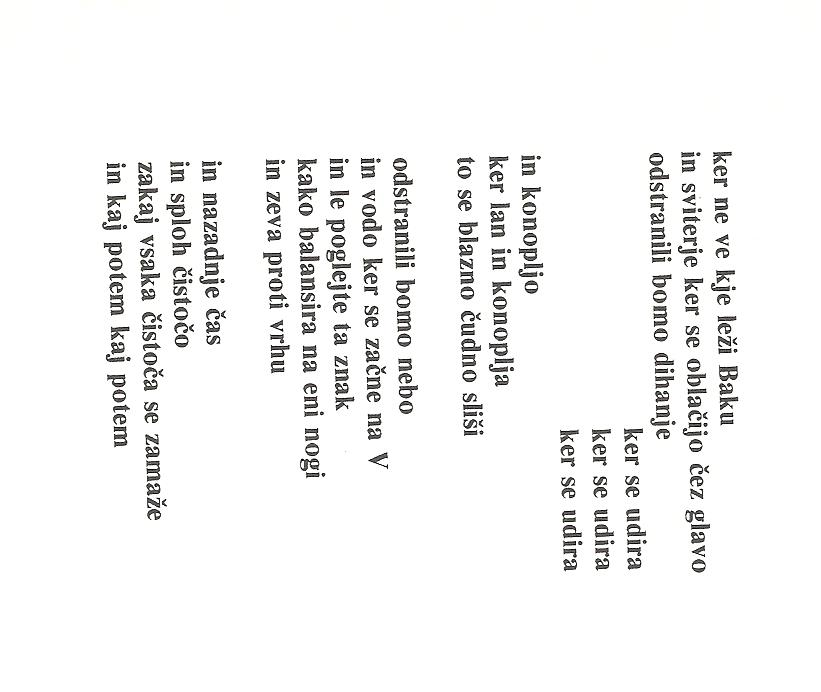 ker ne ve kje leži Baku
in sviterje ker se oblačijo čez glavo
odstranili bomo dihanje
ker se udira
ker se udira
ker se udira
in konopljo
ker lan in konoplja
to se blazno čudno sliši
odstranili bomo nebo
in vodo ker se začne na V
in le poglejte ta znak
kako balansira na eni nogi
in zeva proti vrhu
in nazadnje čas
in sploh čistočo
zakaj vsaka čistoča se zamaže
in kaj potem kaj potem